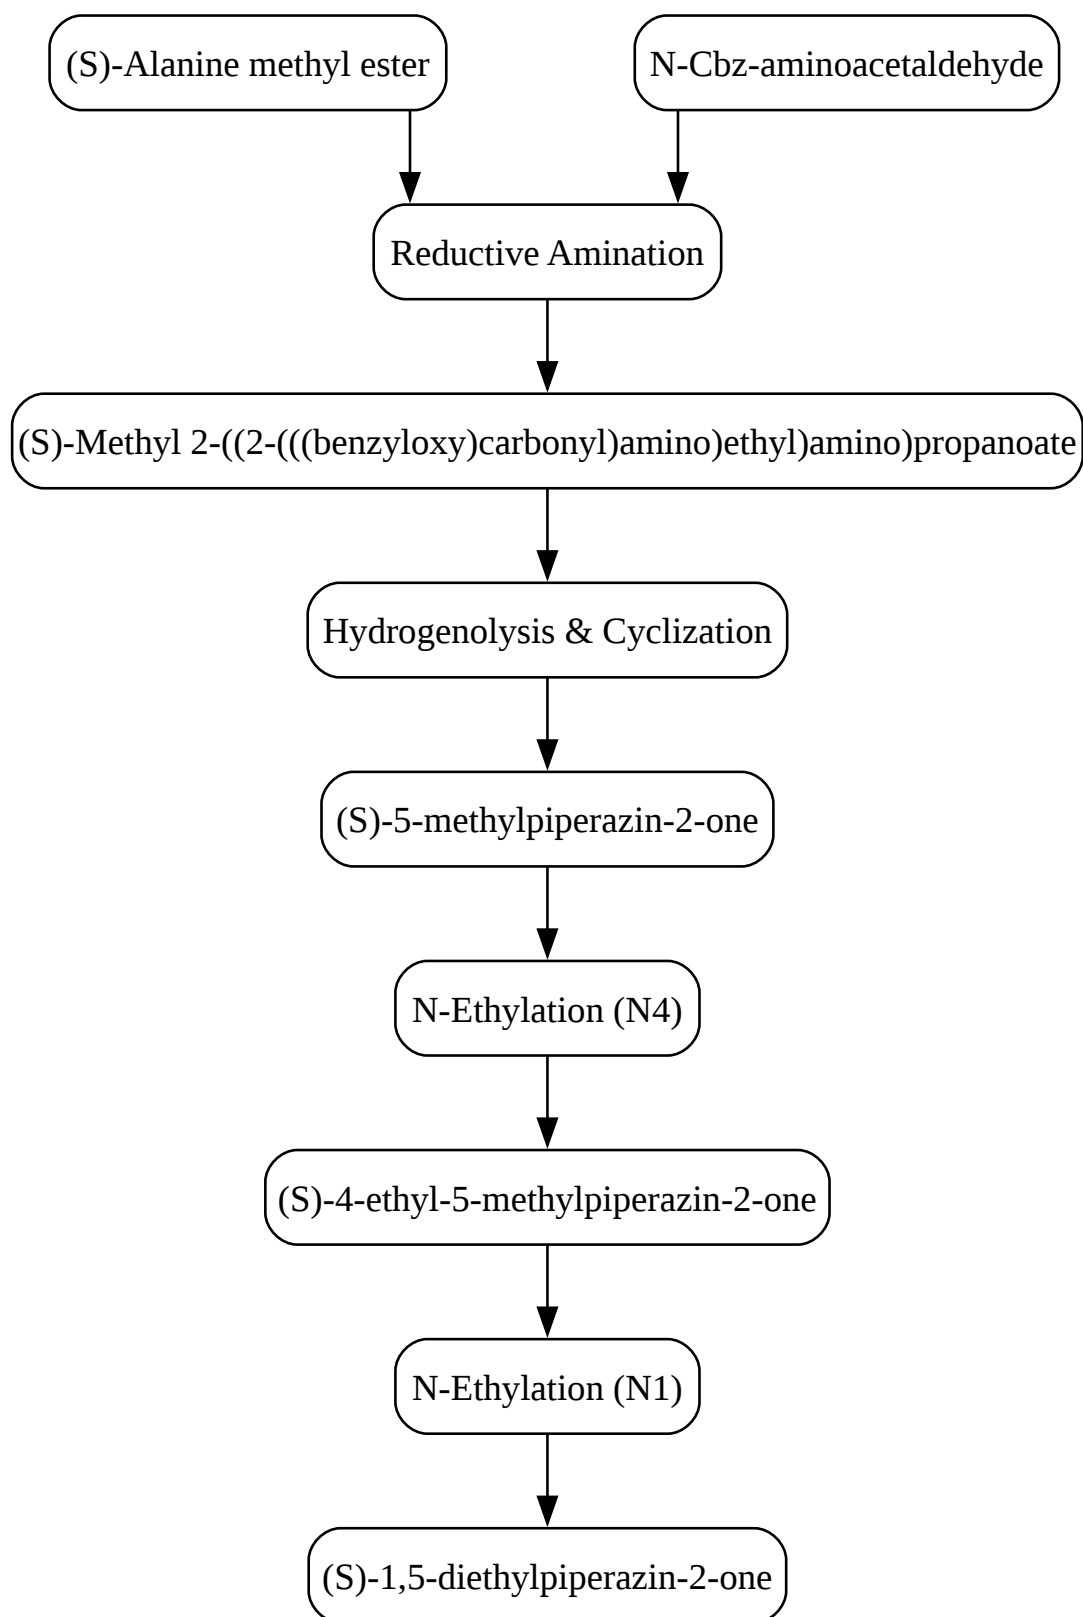 (S)-Alanine methyl ester
N-Cbz-aminoacetaldehyde
Reductive Amination
(S)-Methyl 2-((2-(((benzyloxy)carbonyl)amino)ethyl)amino)propanoate
Hydrogenolysis & Cyclization
(S)-5-methylpiperazin-2-one
N-Ethylation (N4)
(S)-4-ethyl-5-methylpiperazin-2-one
N-Ethylation (N1)
(S)-1,5-diethylpiperazin-2-one